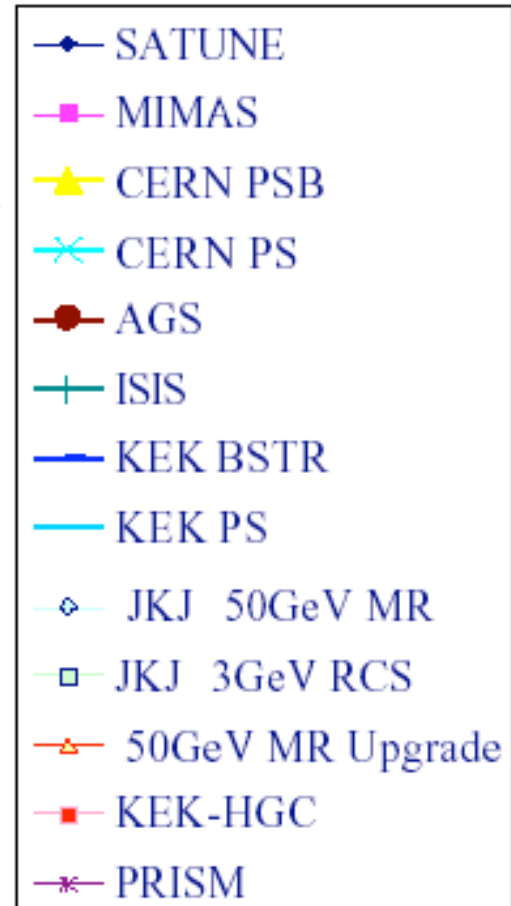 SATUNE
MIMAS
CERN PSB
CERN PS
AGS
ISIS
KEK BSTR
KEK PS
JKJ 50GeV MR
JKJ 3GeV RCS
50GeV MR Upgrade
KEK-HGC
PRISM